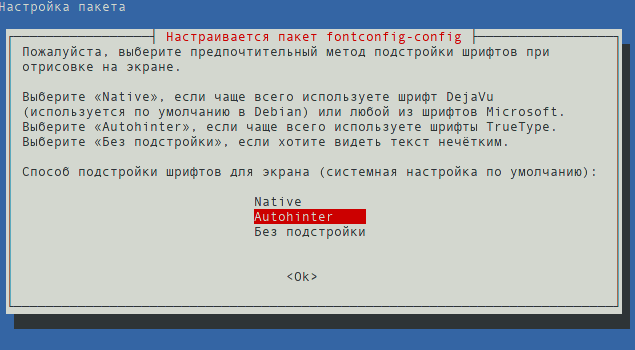 Настройка пакета
Настраивается пакет fontconfig-config
Пожалуйста, выберите предпочтительный метод подстройки шрифтов при
отрисовке на экране.
Выберите «Native», если чаще всего используете шрифт DejaVu
(используется по умолчанию в Debian) или любой из шрифтов Microsoft.
Выберите «Autohinter», если чаще всего используете шрифты TrueType.
Выберите «Без подстройки», если хотите видеть текст нечётким.
Способ подстройки шрифтов для экрана (системная настройка по умолчанию):
Native
Autohinter
Без подстройки
<Ok>